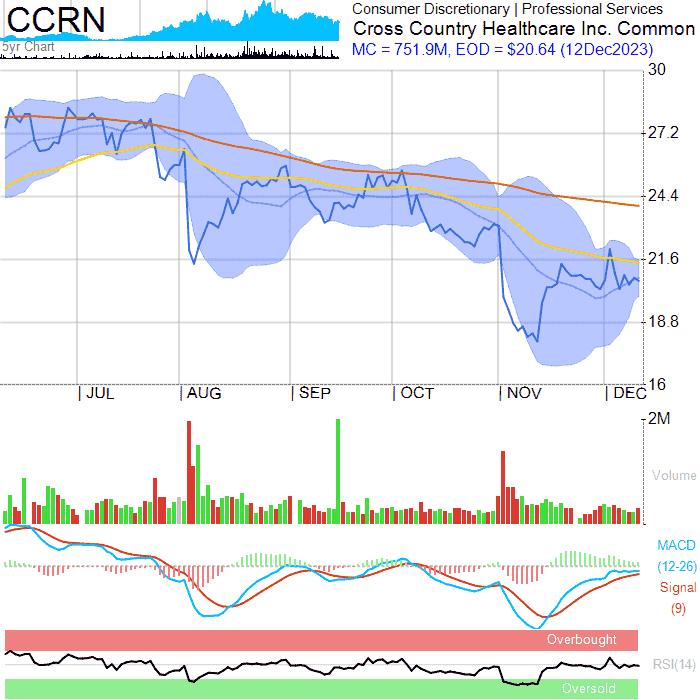 CCRN
5yr Chart
Consumer Discretionary | Professional Services
Cross Country Healthcare Inc. Common
MC = 751.9M, EOD = $20.64 (12Dec2023)
30
27.2
24.4
21.6
18.8
16
JUL AUG SEP OCT NOV DEC
2M
Volume
MACD
(12-26)
Signal
(9)
Overbought
RSI(14)
Oversold